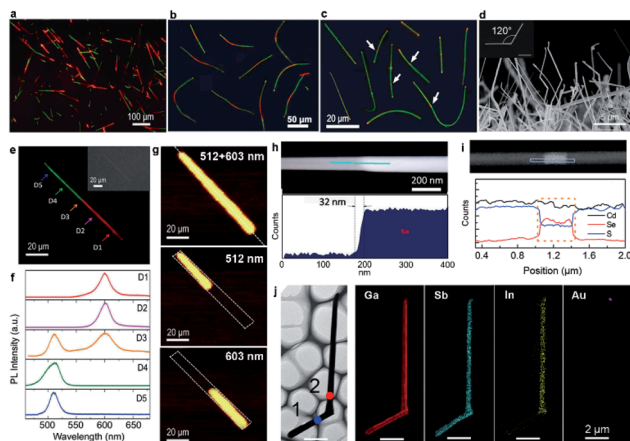 a
100 µm
b
50 µm
c
20 µm
d
120°
5 µm
e
20 µm
D5
D4
D3
D2
D1
20 µm
f
PL Intensity (a.u.)
D1
D2
D3
D4
D5
500 550 600 650
Wavelength (nm)
g
512+603 nm
20 µm
512 nm
20 µm
603 nm
20 µm
h
200 nm
32 nm
Counts
Se
0 100 200 300 400
nm
i
Counts
Cd
Se
S
0.4 0.8 1.2 1.6 2.0
Position (µm)
j
1
2
Ga
Sb
In
Au
2 µm